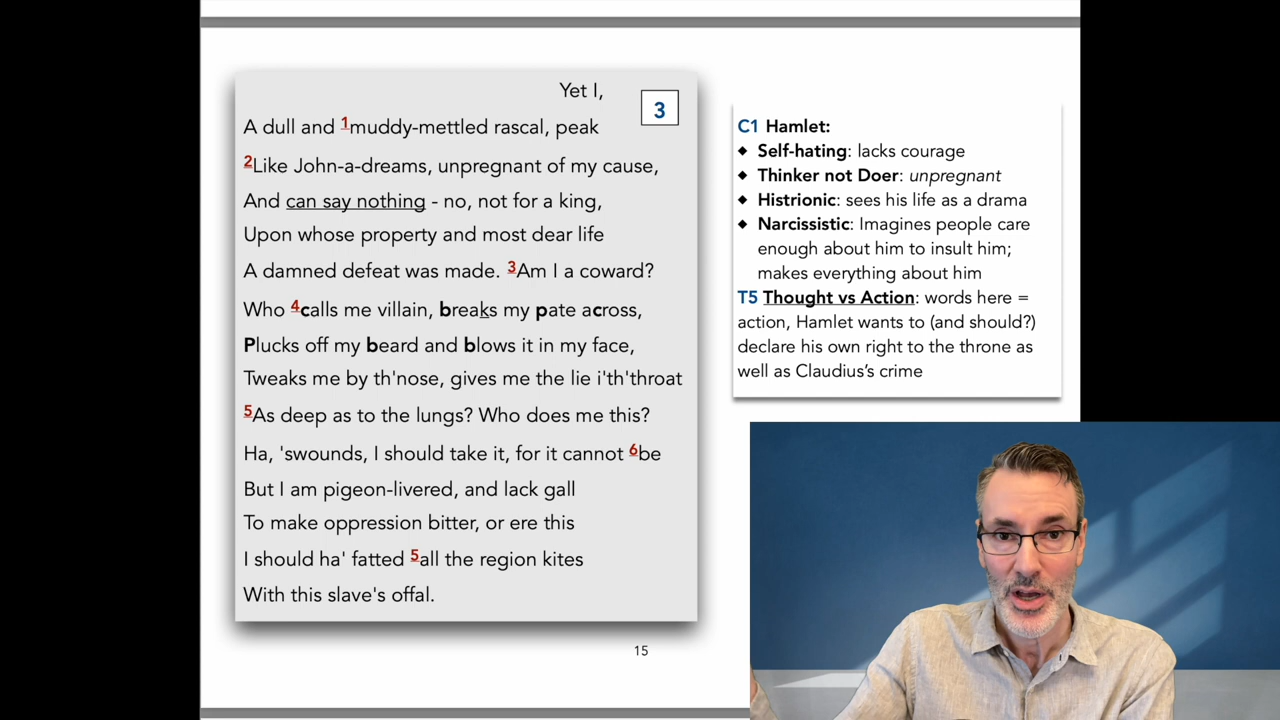 Yet I,
3
A dull and 1muddy-mettled rascal, peak
2Like John-a-dreams, unpregnant of my cause,
And can say nothing - no, not for a king,
Upon whose property and most dear life
A damned defeat was made. 3Am I a coward?
Who 4calls me villain, breaks my pate across,
Plucks off my beard and blows it in my face,
Tweaks me by th'nose, gives me the lie i'th'throat
5As deep as to the lungs? Who does me this?
Ha, 'swounds, I should take it, for it cannot 6be
But I am pigeon-livered, and lack gall
To make oppression bitter, or ere this
I should ha' fatted 5all the region kites
With this slave's offal.
15
C1 Hamlet:
◆ Self-hating: lacks courage
◆ Thinker not Doer: unpregnant
◆ Histrionic: sees his life as a drama
◆ Narcissistic: Imagines people care
enough about him to insult him;
makes everything about him
T5 Thought vs Action: words here =
action, Hamlet wants to (and should?)
declare his own right to the throne as
well as Claudius's crime